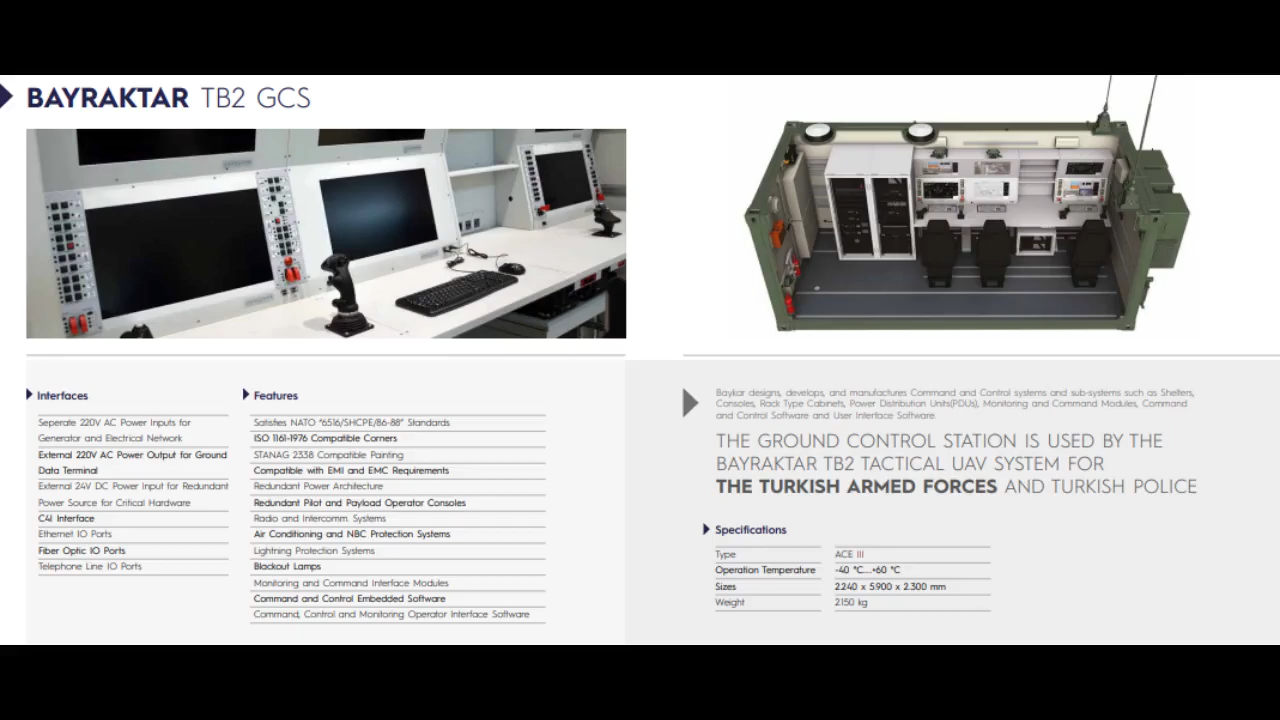 BAYRAKTAR TB2 GCS
Interfaces
Seperate 220V AC Power Inputs for
Generator and Electrical Network
External 220V AC Power Output for Ground
Data Terminal
External 24V DC Power Input for Redundant
Power Source for Critical Hardware
C4I Interface
Ethernet IO Ports
Fiber Optic IO Ports
Telephone Line IO Ports
Features
Satisfies NATO "6516/SHCPE/86-88" Standards
ISO 1161-1976 Compatible Corners
STANAG 2338 Compatible Painting
Compatible with EMI and EMC Requirements
Redundant Power Architecture
Redundant Pilot and Payload Operator Consoles
Radio and Intercomm. Systems
Air Conditioning and NBC Protection Systems
Lightning Protection Systems
Blackout Lamps
Monitoring and Command Interface Modules
Command and Control Embedded Software
Command, Control and Monitoring Operator Interface Software
Baykar designs, develops, and manufactures Command and Control systems and sub-systems such as Shelters,
Consoles, Rack Type Cabinets, Power Distribution Units(PDUs), Monitoring and Command Modules, Command
and Control Software and User Interface Software.
THE GROUND CONTROL STATION IS USED BY THE
BAYRAKTAR TB2 TACTICAL UAV SYSTEM FOR
THE TURKISH ARMED FORCES AND TURKISH POLICE
Specifications
Type ACE III
Operation Temperature -40 °C....+60 °C
Sizes 2.240 x 5.900 x 2.300 mm
Weight 2.150 kg